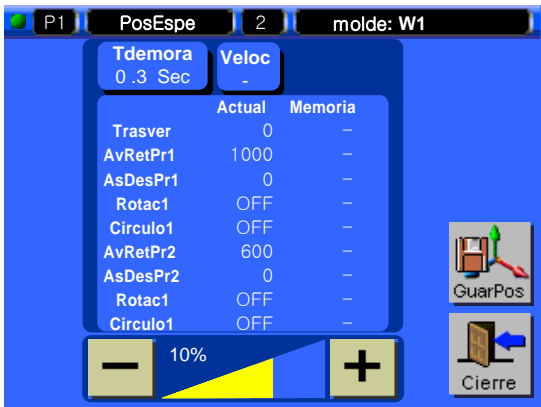 P1 PosEspe 2 molde: W1
Tdemora Veloc
0 .3 Sec -
Actual Memoria
Trasver 0 –
AvRetPr1 1000 –
AsDesPr1 0 –
Rotac1 OFF –
Circulo1 OFF –
AvRetPr2 600 –
AsDesPr2 0 –
Rotac1 OFF –
Circulo1 OFF –
GuarPos
− 10% +
Cierre